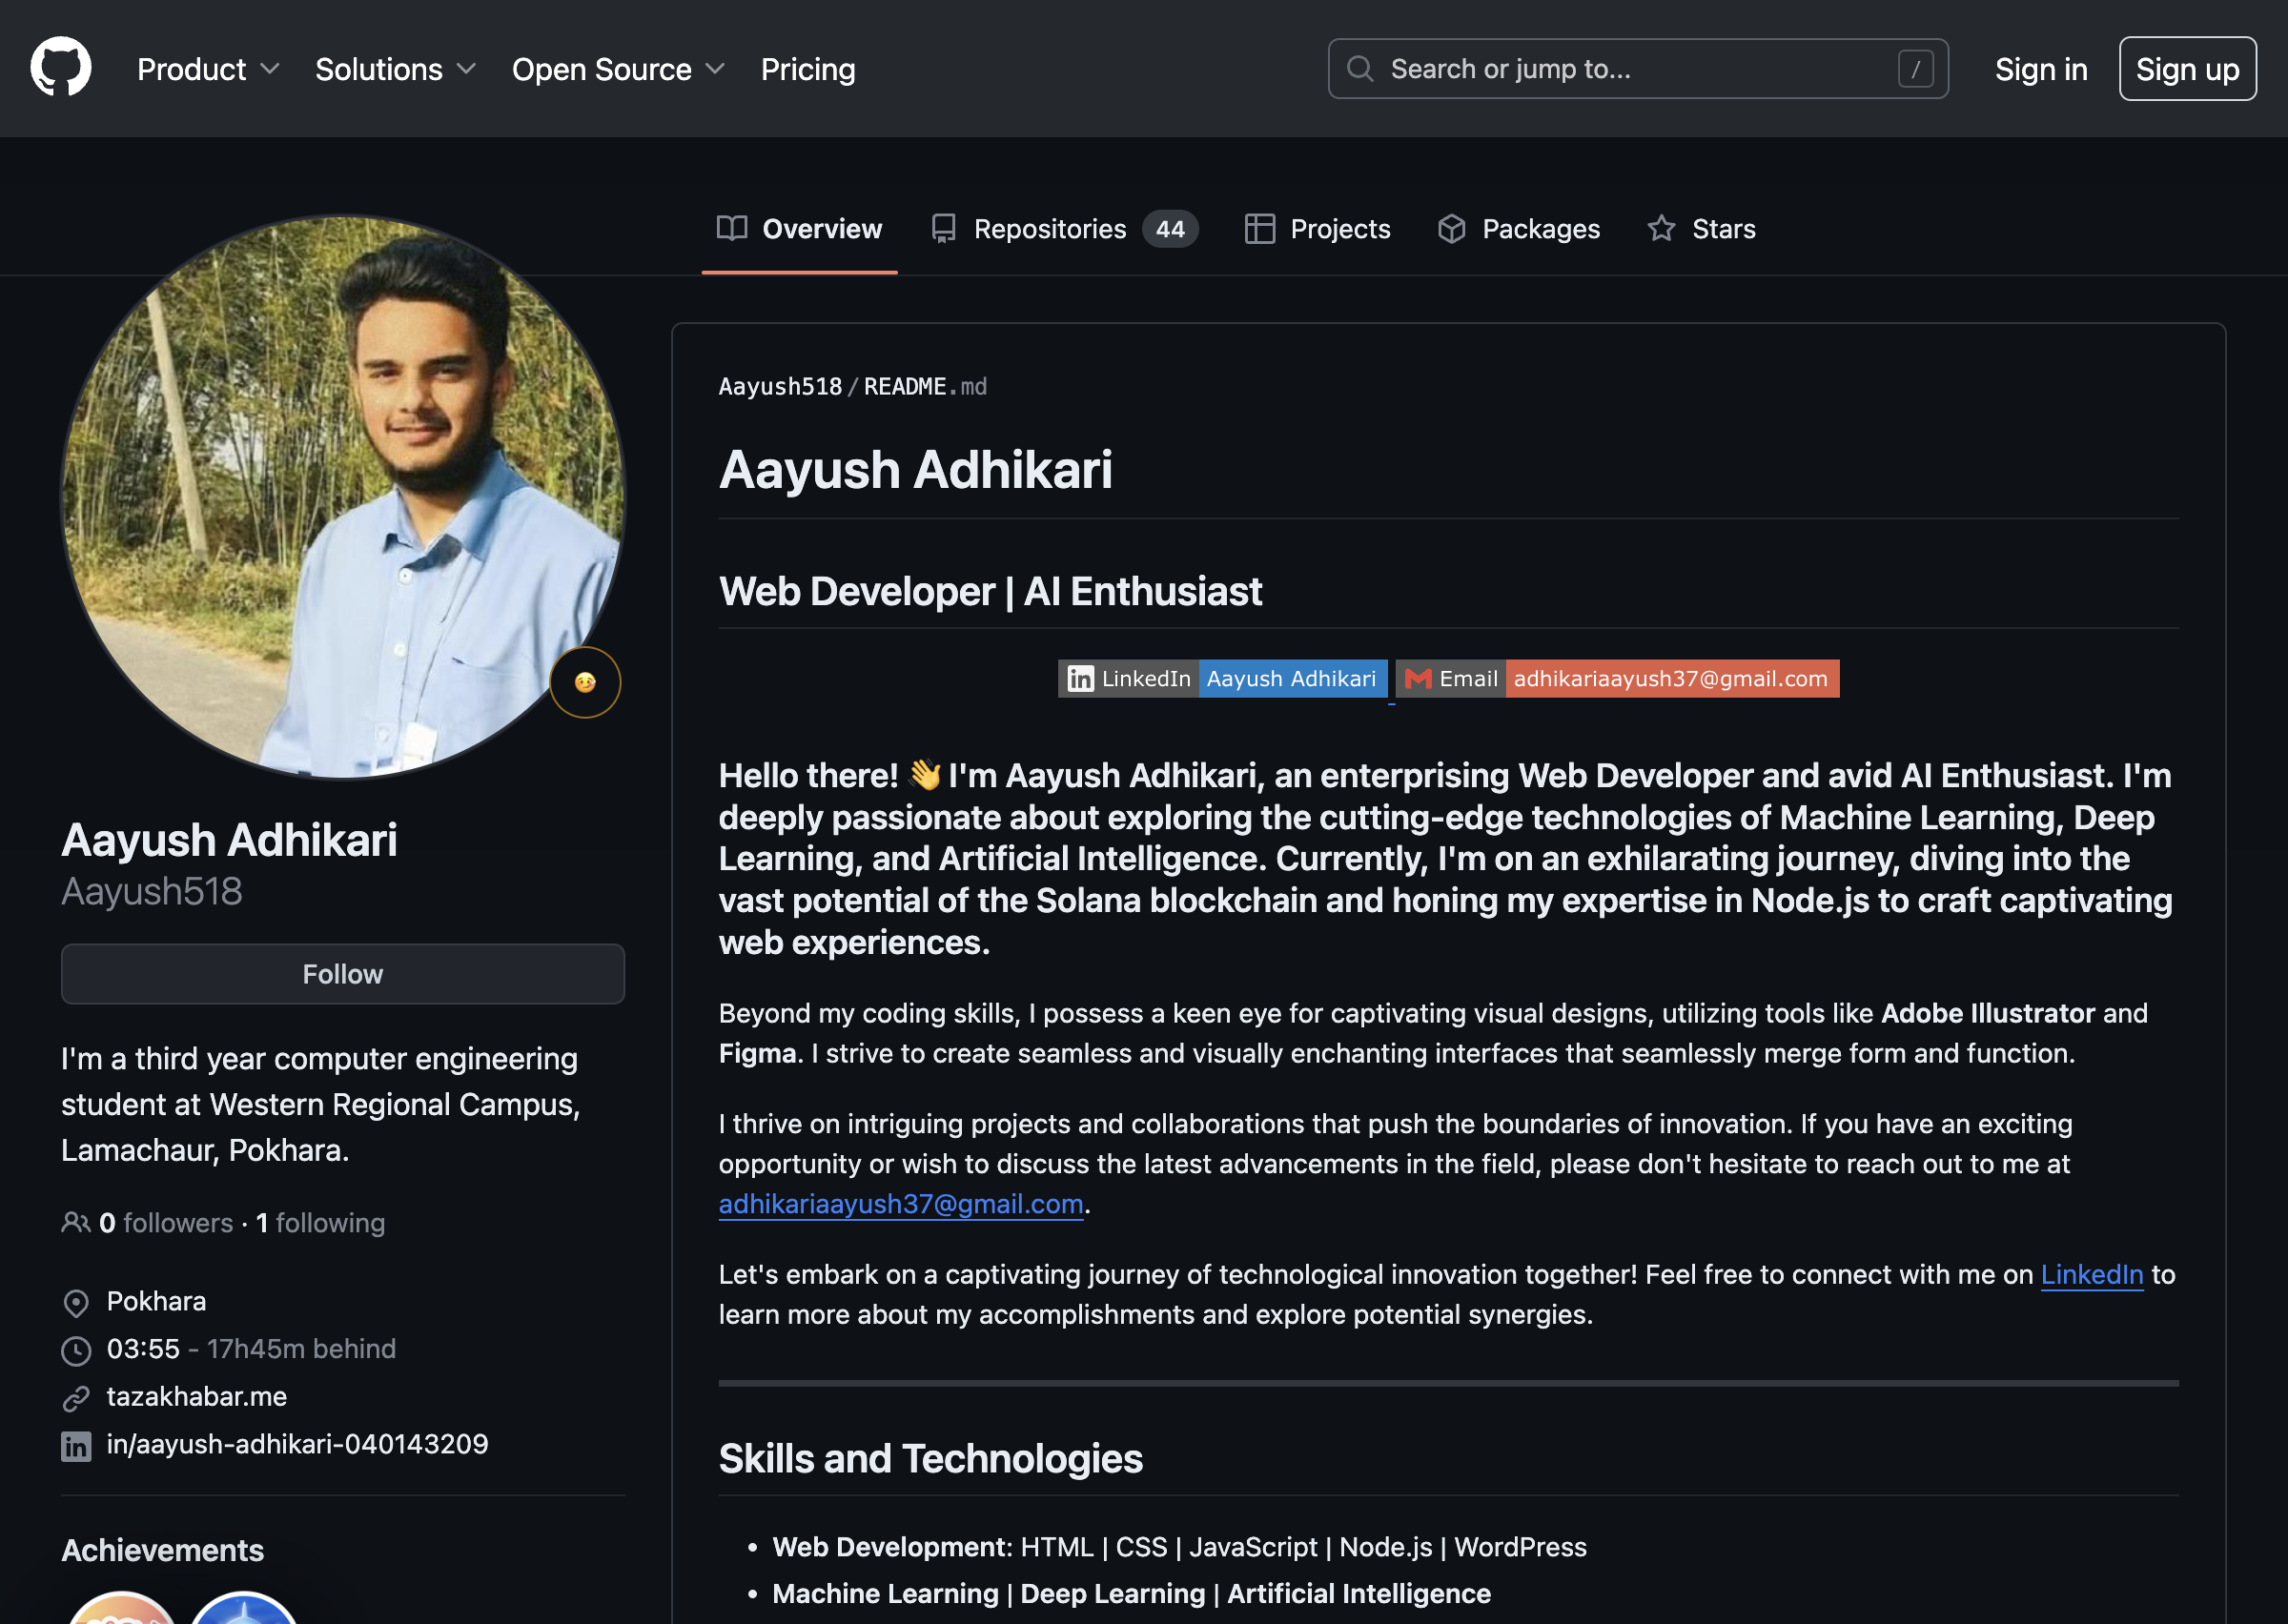 Product Solutions Open Source Pricing Search or jump to... / Sign in Sign up
Overview Repositories 44 Projects Packages Stars
Aayush Adhikari
Aayush518
Follow
I'm a third year computer engineering
student at Western Regional Campus,
Lamachaur, Pokhara.
0 followers · 1 following
Pokhara
03:55 - 17h45m behind
tazakhabar.me
in/aayush-adhikari-040143209
Achievements
Aayush518/README.md
Aayush Adhikari
Web Developer | AI Enthusiast
in LinkedIn Aayush Adhikari Email adhikariaayush37@gmail.com
Hello there! 👋 I'm Aayush Adhikari, an enterprising Web Developer and avid AI Enthusiast. I'm
deeply passionate about exploring the cutting-edge technologies of Machine Learning, Deep
Learning, and Artificial Intelligence. Currently, I'm on an exhilarating journey, diving into the
vast potential of the Solana blockchain and honing my expertise in Node.js to craft captivating
web experiences.
Beyond my coding skills, I possess a keen eye for captivating visual designs, utilizing tools like Adobe Illustrator and
Figma. I strive to create seamless and visually enchanting interfaces that seamlessly merge form and function.
I thrive on intriguing projects and collaborations that push the boundaries of innovation. If you have an exciting
opportunity or wish to discuss the latest advancements in the field, please don't hesitate to reach out to me at
adhikariaayush37@gmail.com.
Let's embark on a captivating journey of technological innovation together! Feel free to connect with me on LinkedIn to
learn more about my accomplishments and explore potential synergies.
Skills and Technologies
• Web Development: HTML | CSS | JavaScript | Node.js | WordPress
• Machine Learning | Deep Learning | Artificial Intelligence